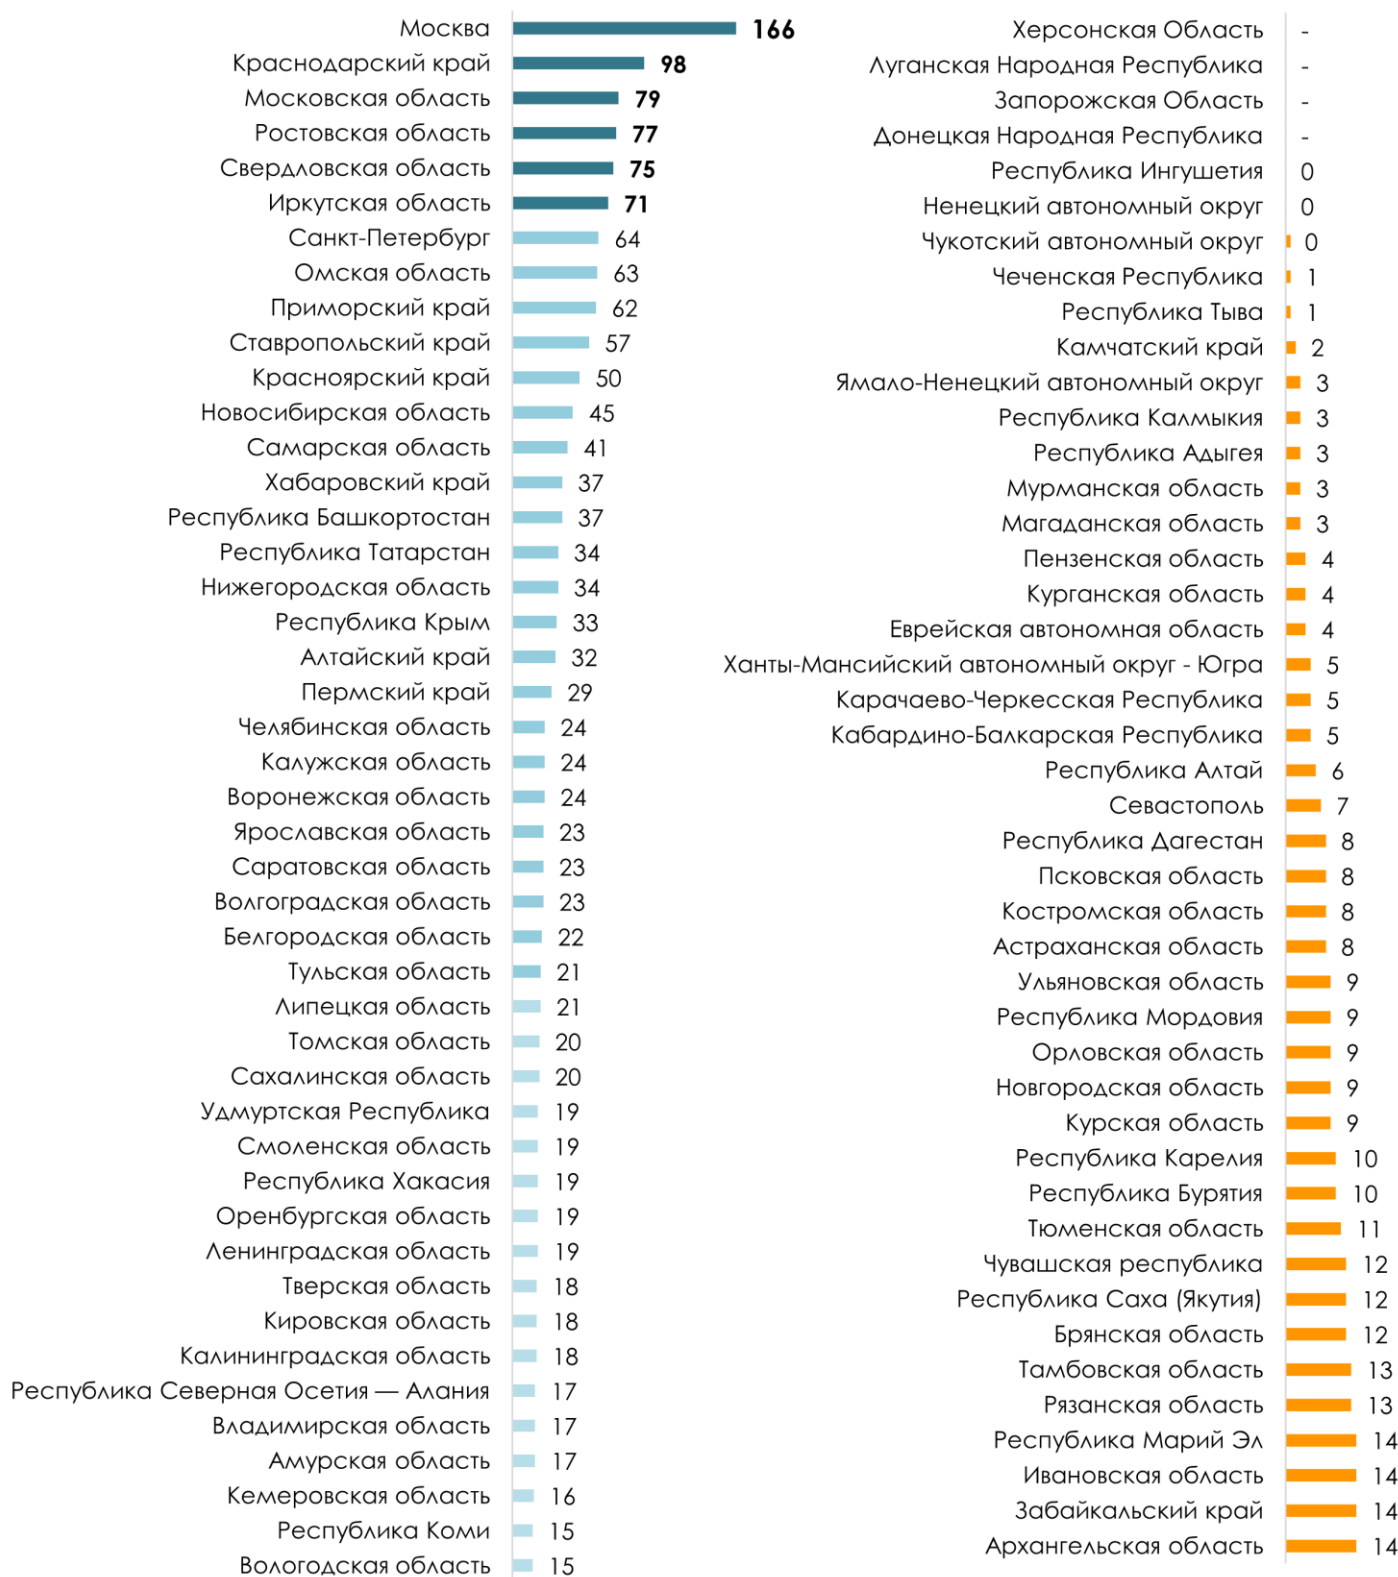 Москва 166
Краснодарский край 98
Московская область 79
Ростовская область 77
Свердловская область 75
Иркутская область 71
Санкт-Петербург 64
Омская область 63
Приморский край 62
Ставропольский край 57
Красноярский край 50
Новосибирская область 45
Самарская область 41
Хабаровский край 37
Республика Башкортостан 37
Республика Татарстан 34
Нижегородская область 34
Республика Крым 33
Алтайский край 32
Пермский край 29
Челябинская область 24
Калужская область 24
Воронежская область 24
Ярославская область 23
Саратовская область 23
Волгоградская область 23
Белгородская область 22
Тульская область 21
Липецкая область 21
Томская область 20
Сахалинская область 20
Удмуртская Республика 19
Смоленская область 19
Республика Хакасия 19
Оренбургская область 19
Ленинградская область 19
Тверская область 18
Кировская область 18
Калининградская область 18
Республика Северная Осетия — Алания 17
Владимирская область 17
Амурская область 17
Кемеровская область 16
Республика Коми 15
Вологодская область 15
Херсонская Область -
Луганская Народная Республика -
Запорожская Область -
Донецкая Народная Республика -
Республика Ингушетия 0
Ненецкий автономный округ 0
Чукотский автономный округ 0
Чеченская Республика 1
Республика Тыва 1
Камчатский край 2
Ямало-Ненецкий автономный округ 3
Республика Калмыкия 3
Республика Адыгея 3
Мурманская область 3
Магаданская область 3
Пензенская область 4
Курганская область 4
Еврейская автономная область 4
Ханты-Мансийский автономный округ - Югра 5
Карачаево-Черкесская Республика 5
Кабардино-Балкарская Республика 5
Республика Алтай 6
Севастополь 7
Республика Дагестан 8
Псковская область 8
Костромская область 8
Астраханская область 8
Ульяновская область 9
Республика Мордовия 9
Орловская область 9
Новгородская область 9
Курская область 9
Республика Карелия 10
Республика Бурятия 10
Тюменская область 11
Чувашская республика 12
Республика Саха (Якутия) 12
Брянская область 12
Тамбовская область 13
Рязанская область 13
Республика Марий Эл 14
Ивановская область 14
Забайкальский край 14
Архангельская область 14